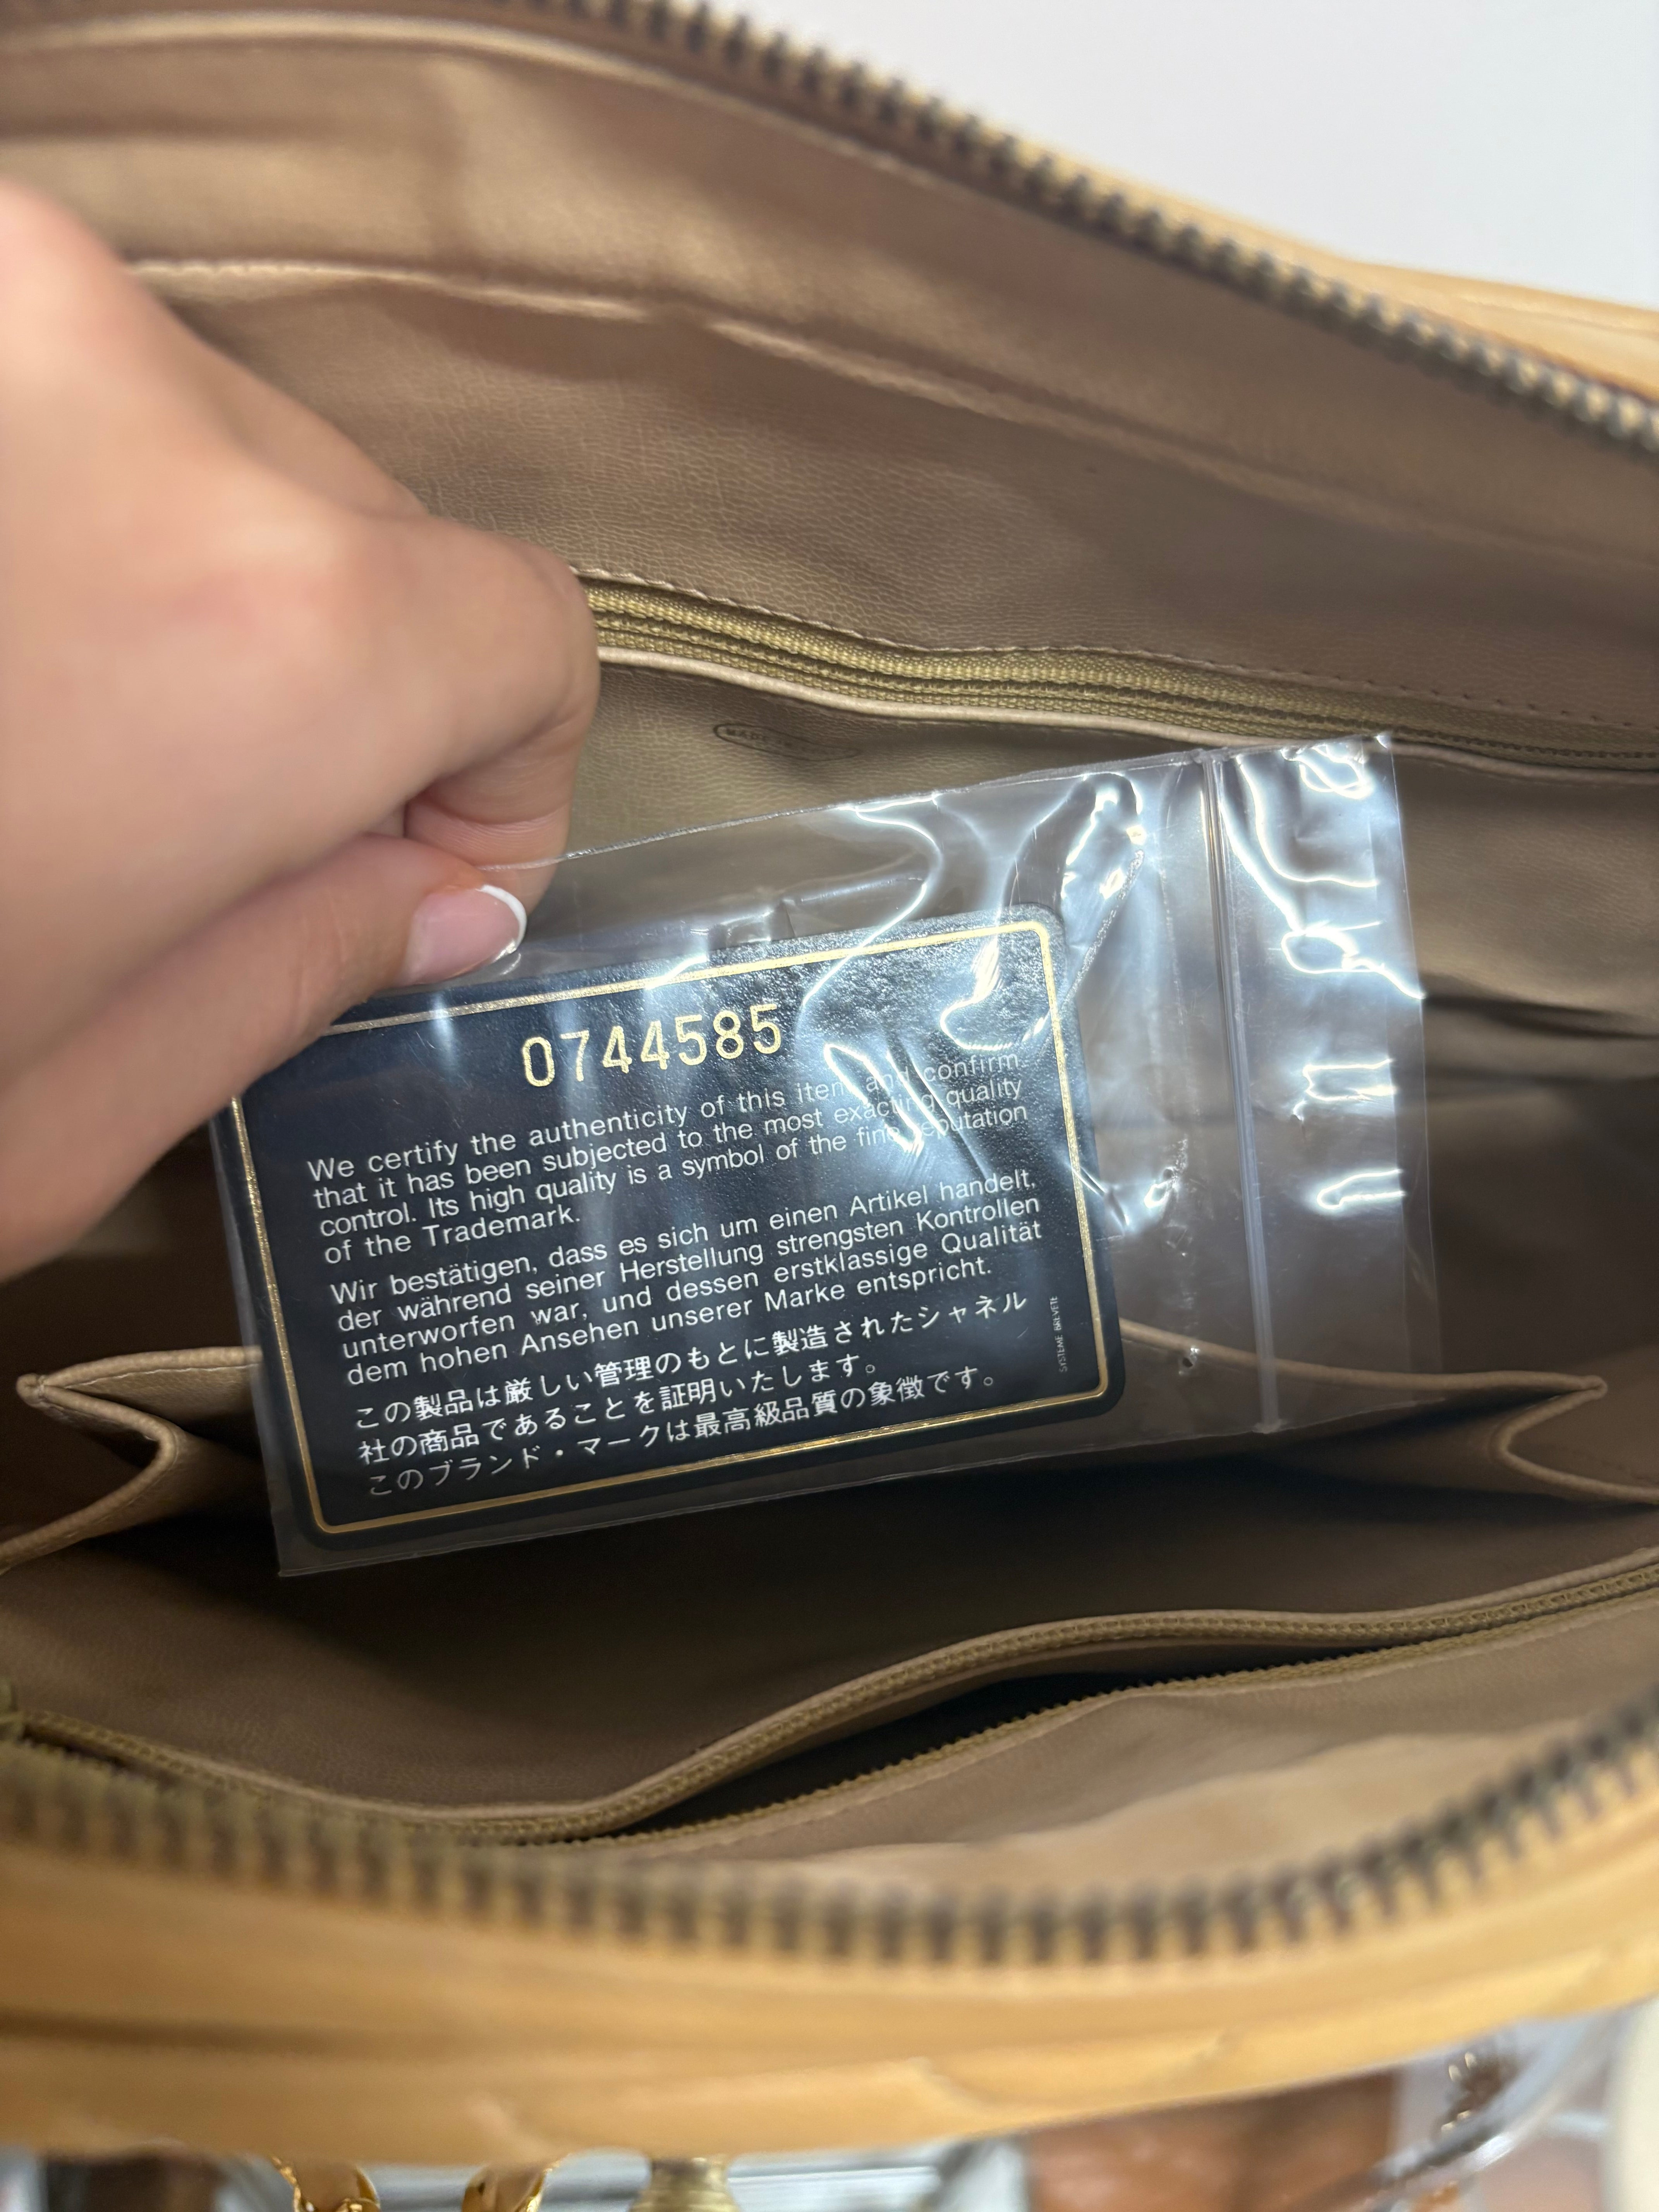 MADE IN
0744585
We certify the authenticity of this item and confirm
that it has been subjected to the most exacting quality
control. Its high quality is a symbol of the fine reputation
of the Trademark.
Wir bestätigen, dass es sich um einen Artikel handelt,
der während seiner Herstellung strengsten Kontrollen
unterworfen war, und dessen erstklassige Qualität
dem hohen Ansehen unserer Marke entspricht.
この製品は厳しい管理のもとに製造されたシャネル
社の商品であることを証明いたします。
このブランド・マークは最高級品質の象徴です。
SYSTEME BREVETE